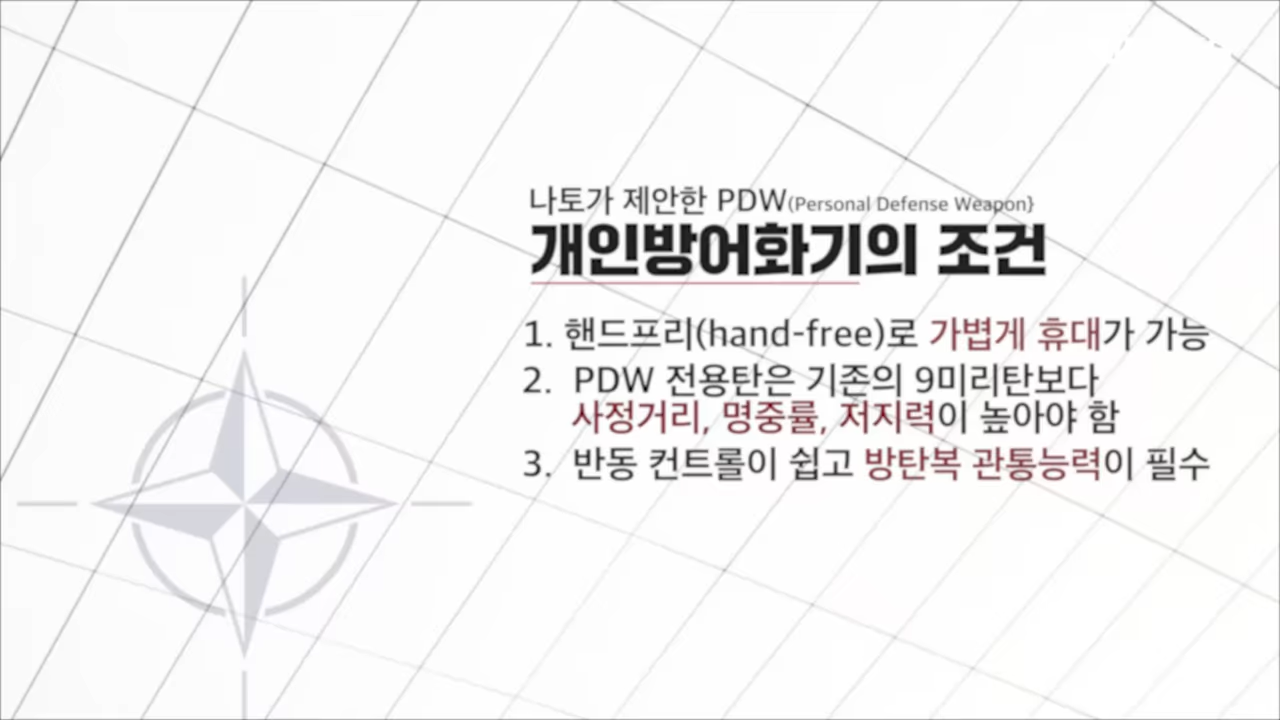 나토가 제안한 PDW(Personal Defense Weapon}
개인방어화기의 조건
1. 핸드프리(hand-free)로 가볍게 휴대가 가능
2. PDW 전용탄은 기존의 9미리탄보다
사정거리, 명중률, 저지력이 높아야 함
3. 반동 컨트롤이 쉽고 방탄복 관통능력이 필수